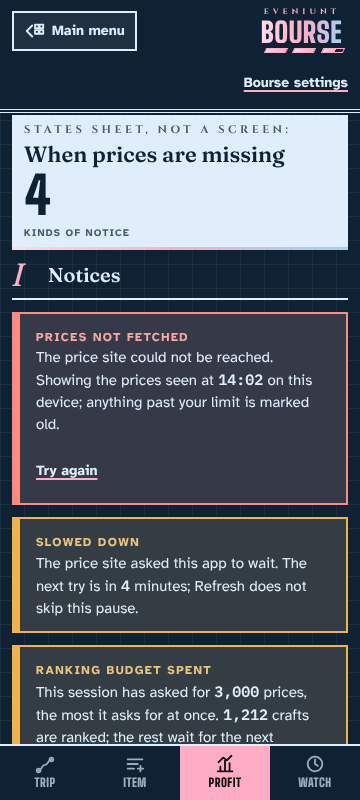 Main menu
EVENIUNT
BOURSE
Bourse settings
STATES SHEET, NOT A SCREEN:
When prices are missing
4
KINDS OF NOTICE
I Notices
PRICES NOT FETCHED
The price site could not be reached.
Showing the prices seen at 14:02 on this
device; anything past your limit is marked
old.
Try again
SLOWED DOWN
The price site asked this app to wait. The
next try is in 4 minutes; Refresh does not
skip this pause.
RANKING BUDGET SPENT
This session has asked for 3,000 prices,
the most it asks for at once. 1,212 crafts
are ranked; the rest wait for the next
TRIP ITEM PROFIT WATCH